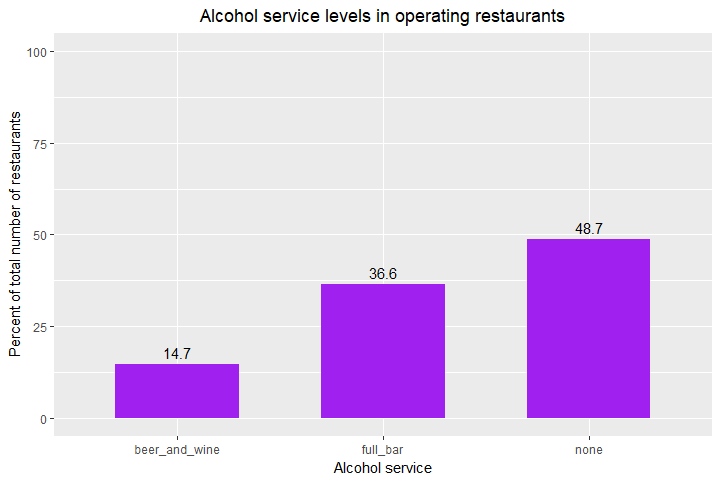 Alcohol service levels in operating restaurants
Percent of total number of restaurants
100
75
50
25
0
14.7
36.6
48.7
beer_and_wine
full_bar
none
Alcohol service